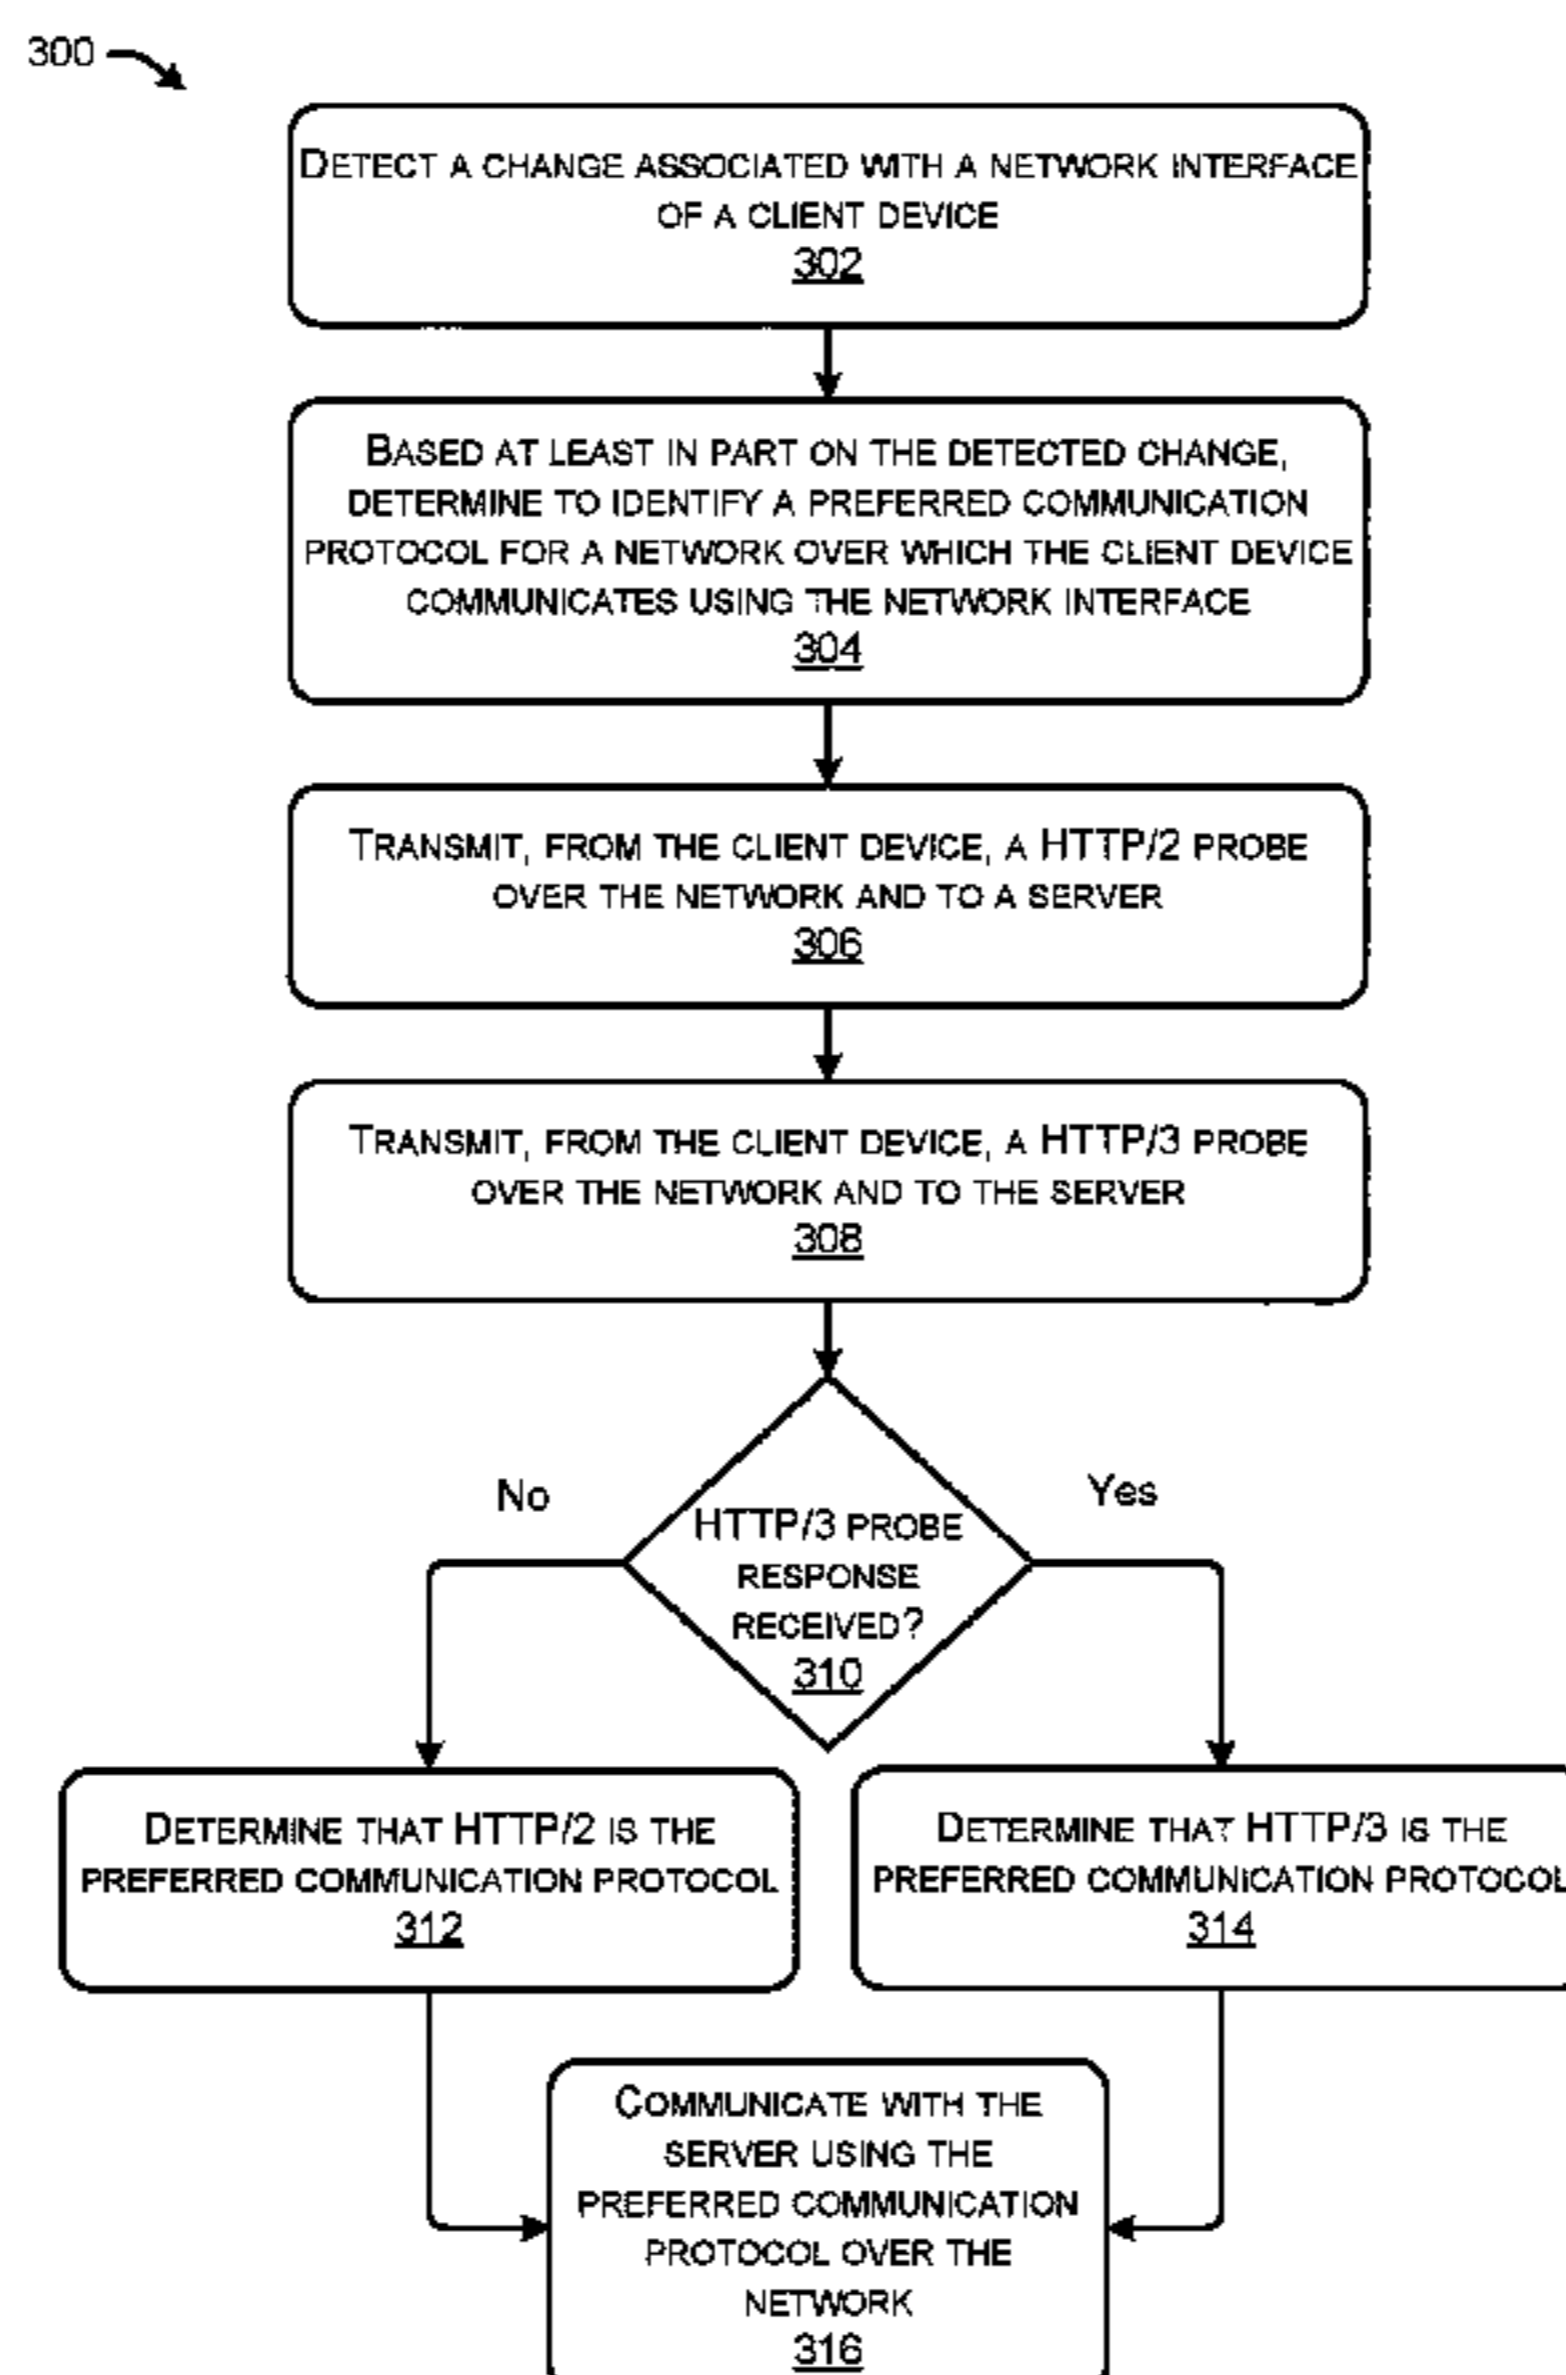 300
DETECT A CHANGE ASSOCIATED WITH A NETWORK INTERFACE
OF A CLIENT DEVICE
302
BASED AT LEAST IN PART ON THE DETECTED CHANGE,
DETERMINE TO IDENTIFY A PREFERRED COMMUNICATION
PROTOCOL FOR A NETWORK OVER WHICH THE CLIENT DEVICE
COMMUNICATES USING THE NETWORK INTERFACE
304
TRANSMIT, FROM THE CLIENT DEVICE, A HTTP/2 PROBE
OVER THE NETWORK AND TO A SERVER
306
TRANSMIT, FROM THE CLIENT DEVICE, A HTTP/3 PROBE
OVER THE NETWORK AND TO THE SERVER
308
No
Yes
HTTP/3 PROBE
RESPONSE
RECEIVED?
310
DETERMINE THAT HTTP/2 IS THE
PREFERRED COMMUNICATION PROTOCOL
312
DETERMINE THAT HTTP/3 IS THE
PREFERRED COMMUNICATION PROTOCOL
314
COMMUNICATE WITH THE
SERVER USING THE
PREFERRED COMMUNICATION
PROTOCOL OVER THE
NETWORK
316